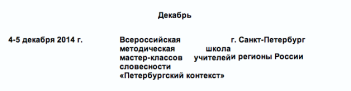 Декабрь
4-5 декабря 2014 г. Всероссийская г. Санкт-Петербург
методическая школа
мастер-классов учителей и регионы России
словесности
«Петербургский контекст»